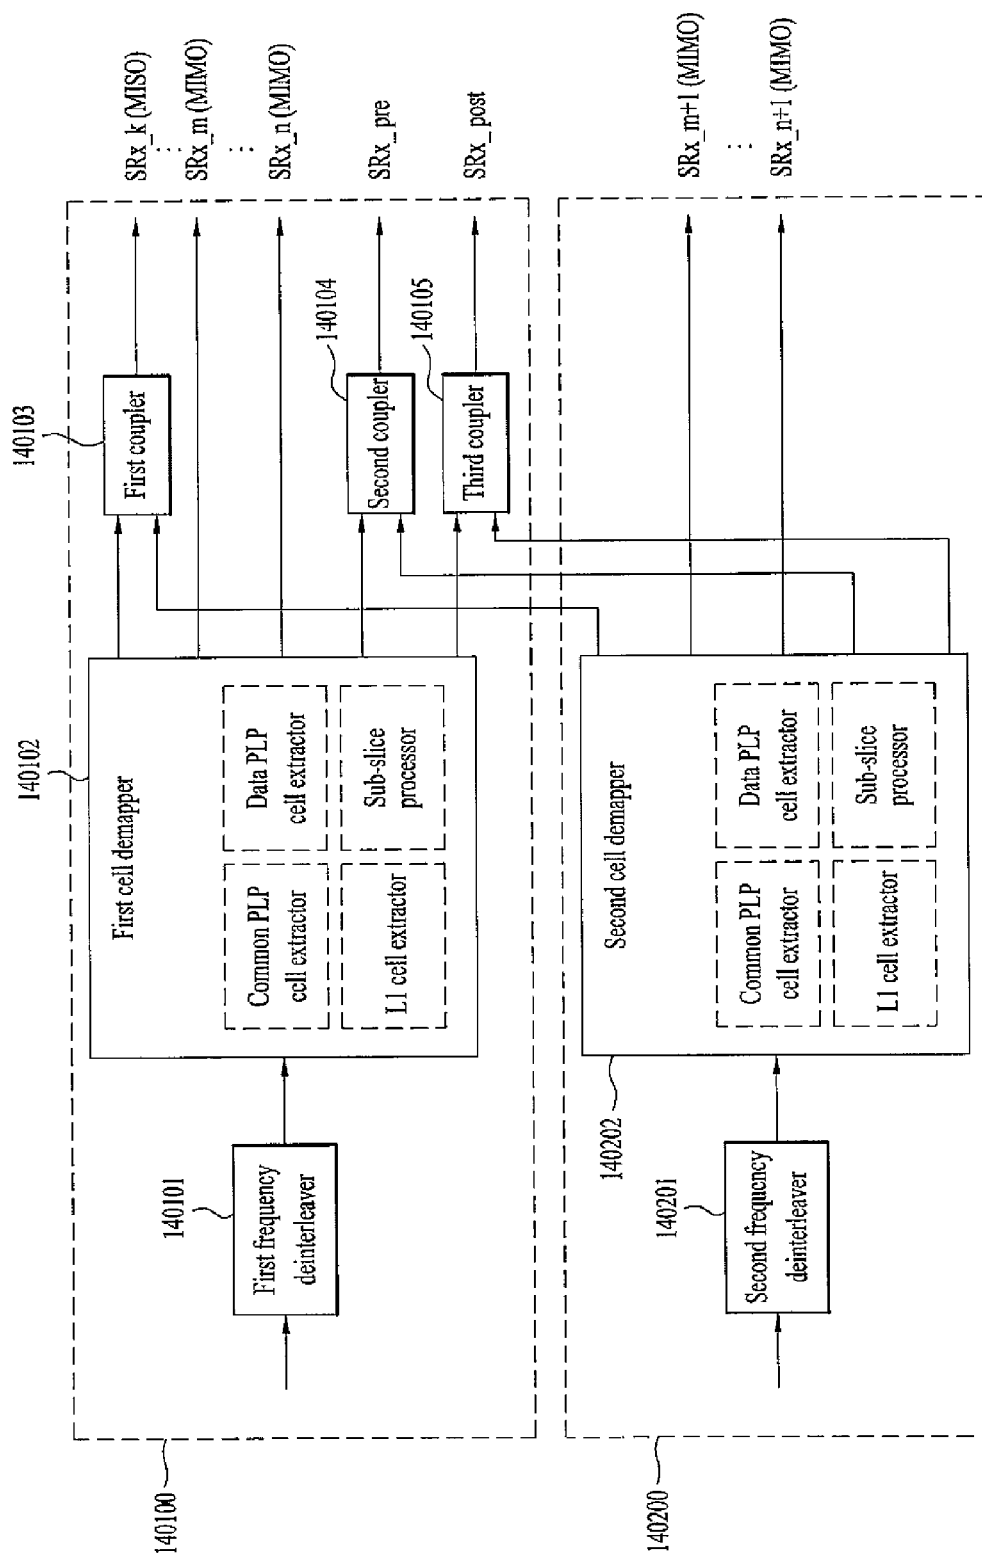 140100
140101
First frequency
deinterleaver
140102
First cell demapper
Common PLP
cell extractor
Data PLP
cell extractor
L1 cell extractor
Sub-slice
processor
140103
First coupler
140104
Second coupler
140105
Third coupler
SRx_k (MISO)
SRx_m (MIMO)
SRx_n (MIMO)
SRx_pre
SRx_post
140200
140201
Second frequency
deinterleaver
140202
Second cell demapper
Common PLP
cell extractor
Data PLP
cell extractor
L1 cell extractor
Sub-slice
processor
SRx_m+1 (MIMO)
SRx_n+1 (MIMO)